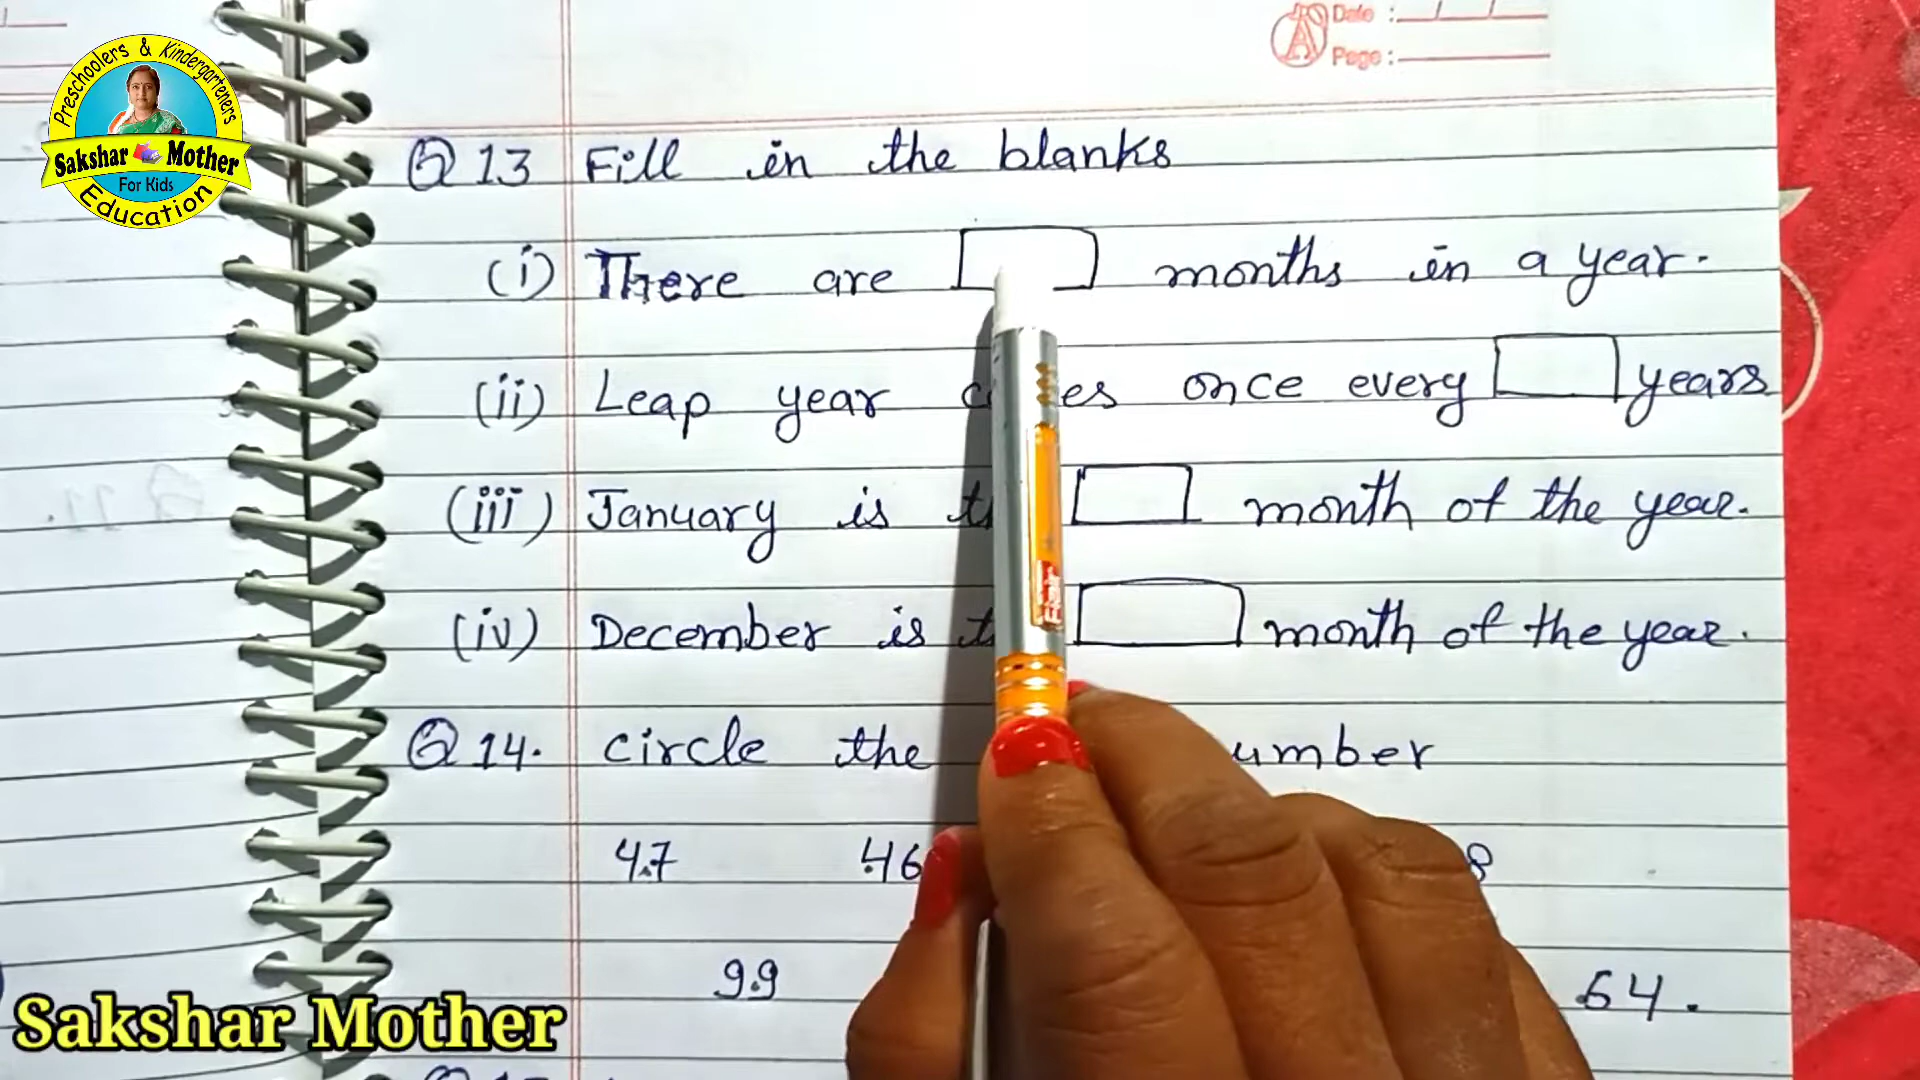 Date :
Page :
Preschoolers & Kindergarteners
Sakshar Mother
For Kids
Education
Q 13 Fill in the blanks
(i) There are months in a year.
(ii) Leap year once every years
(iii) January is month of the year.
(iv) December is month of the year.
Q 14. circle the
47 46
99 64.
Sakshar Mother